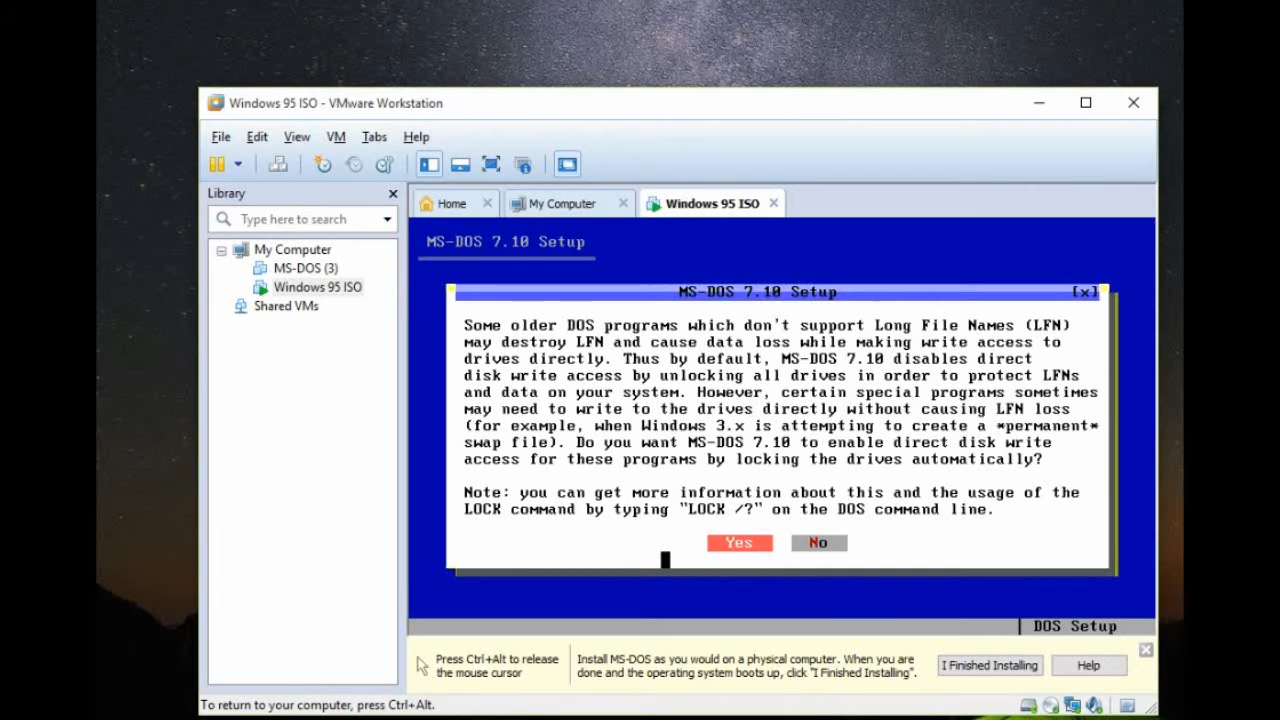 Windows 95 ISO - VMware Workstation
File Edit View VM Tabs Help
Library
Type here to search
My Computer
MS-DOS (3)
Windows 95 ISO
Shared VMs
Home
My Computer
Windows 95 ISO
MS-DOS 7.10 Setup
MS-DOS 7.10 Setup [x]
Some older DOS programs which don't support Long File Names (LFN)
may destroy LFN and cause data loss while making write access to
drives directly. Thus by default, MS-DOS 7.10 disables direct
disk write access by unlocking all drives in order to protect LFNs
and data on your system. However, certain special programs sometimes
may need to write to the drives directly without causing LFN loss
(for example, when Windows 3.x is attempting to create a *permanent*
swap file). Do you want MS-DOS 7.10 to enable direct disk write
access for these programs by locking the drives automatically?
Note: you can get more information about this and the usage of the
LOCK command by typing "LOCK /?" on the DOS command line.
Yes No
DOS Setup
Press Ctrl+Alt to release
the mouse cursor
Install MS-DOS as you would on a physical computer. When you are
done and the operating system boots up, click "I Finished Installing".
I Finished Installing
Help
To return to your computer, press Ctrl+Alt.